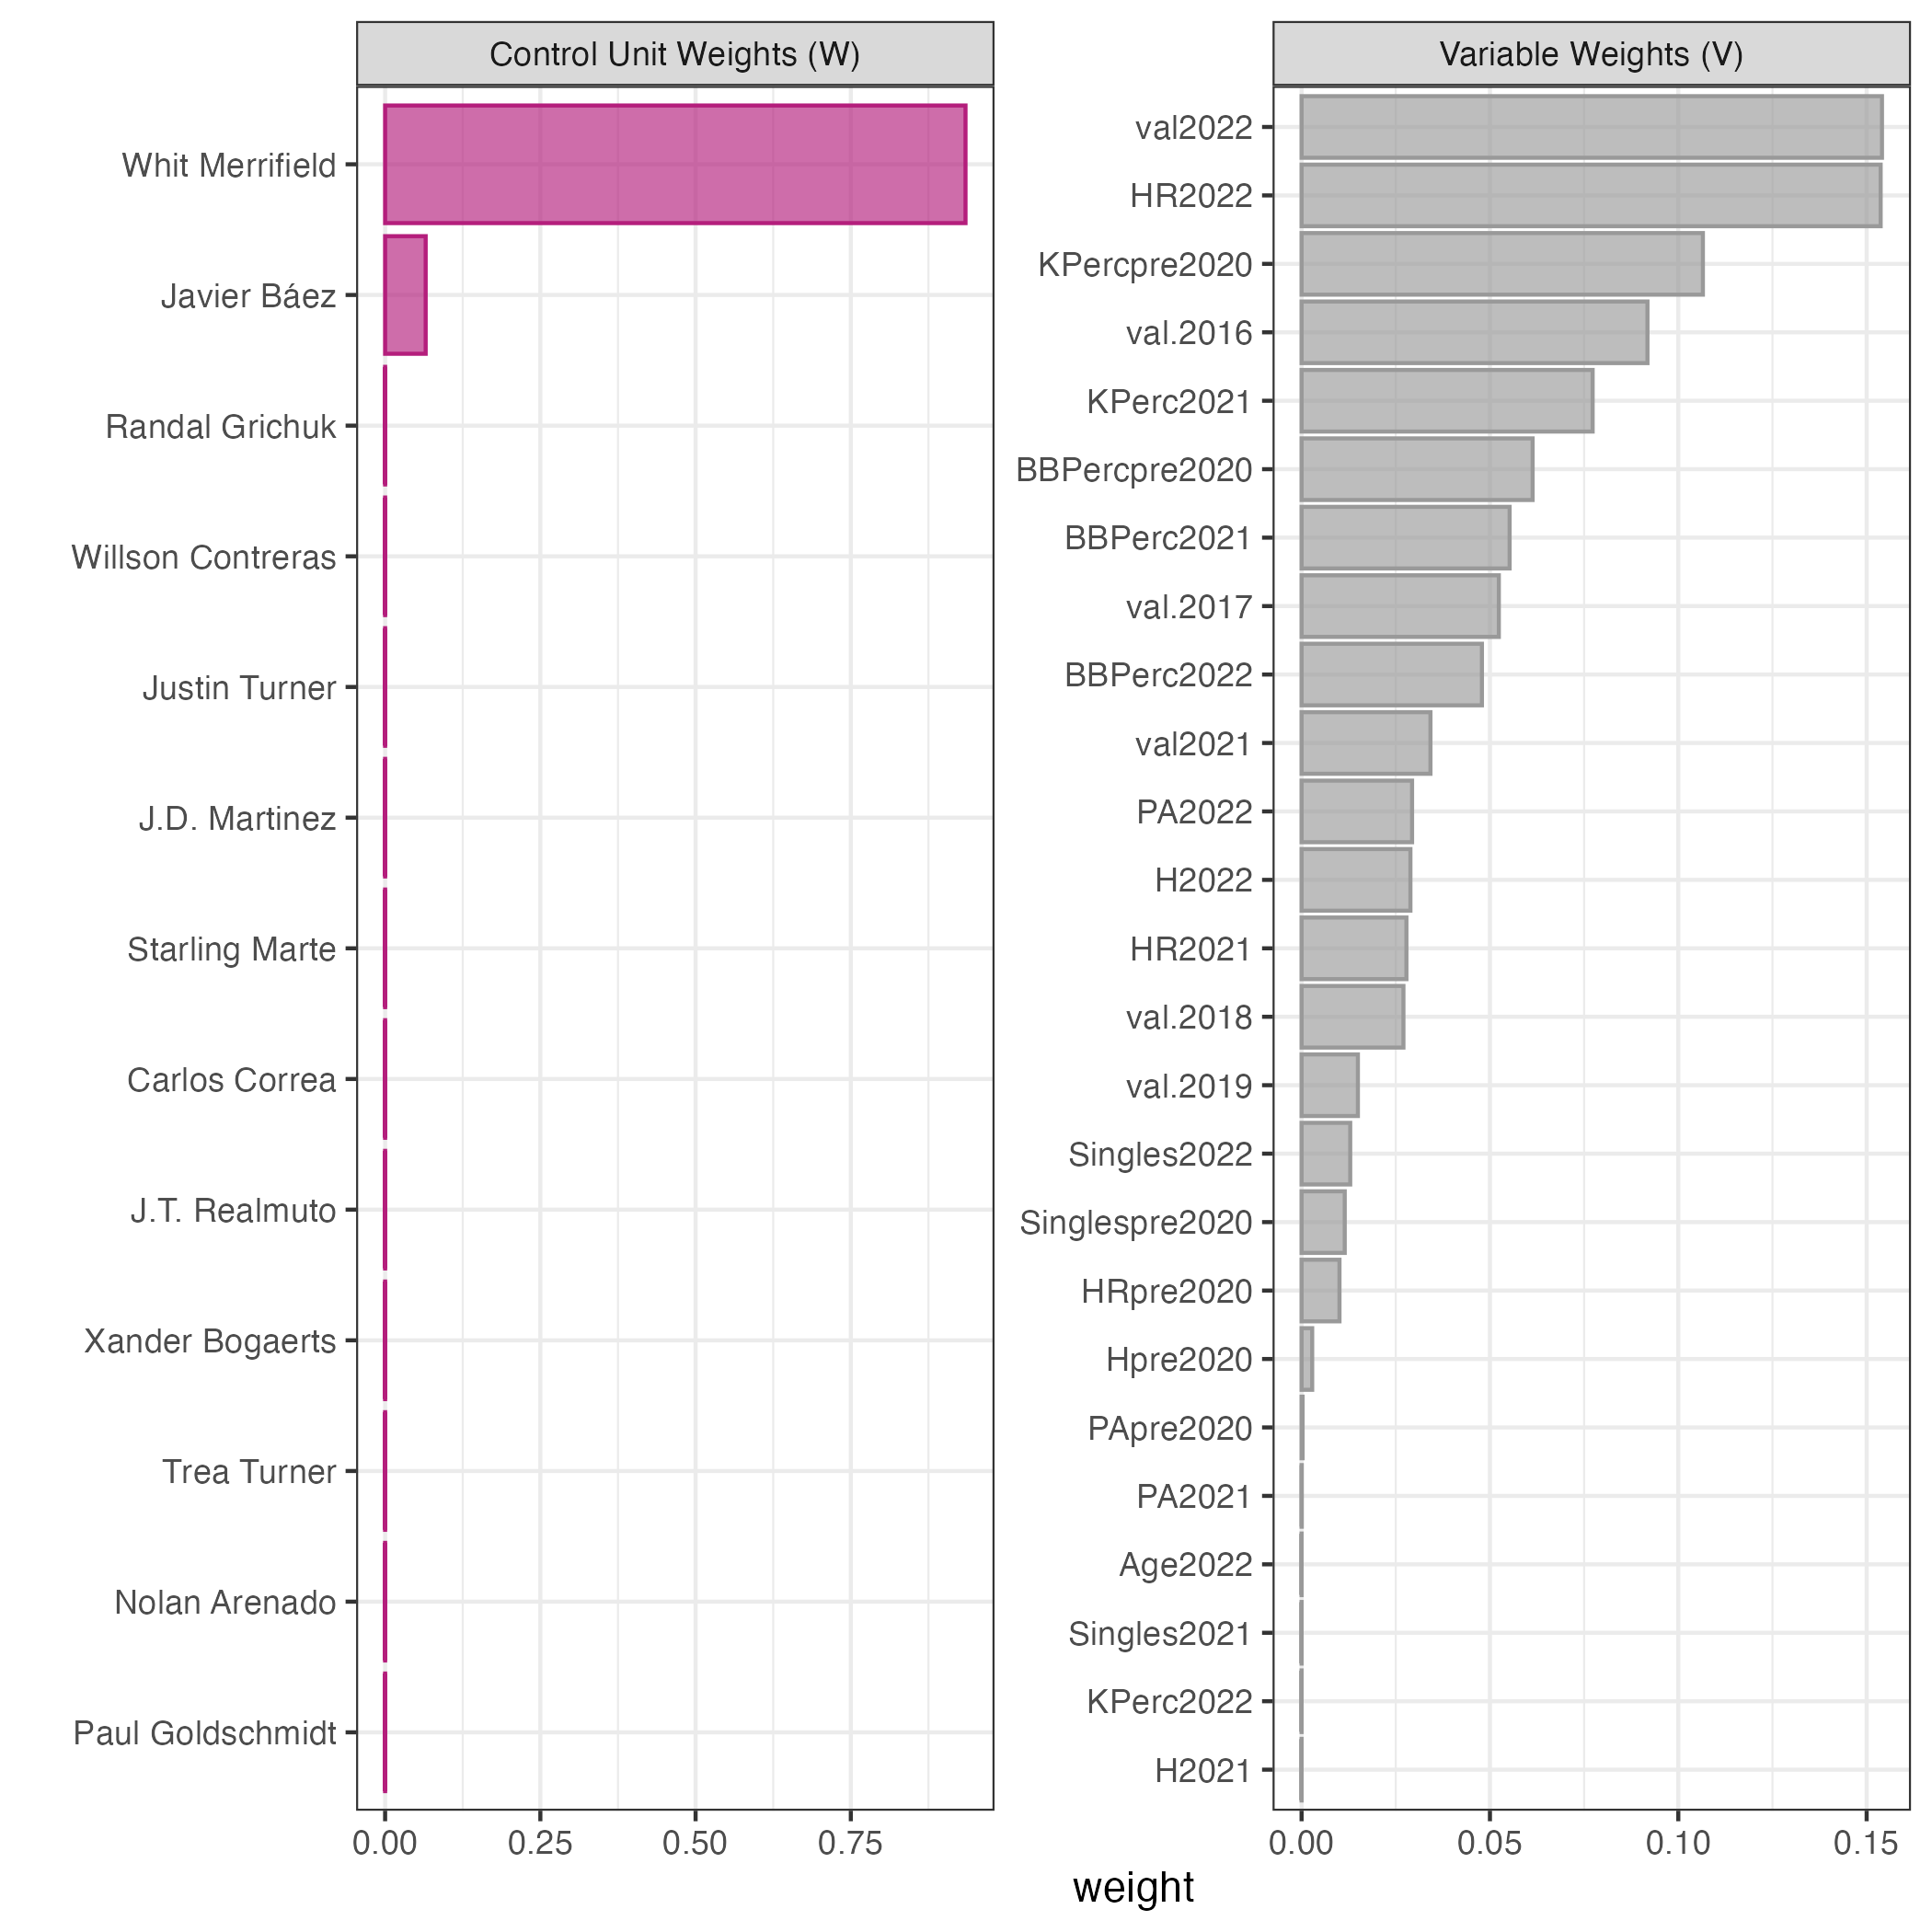 Control Unit Weights (W)
Whit Merrifield
Javier Báez
Randal Grichuk
Willson Contreras
Justin Turner
J.D. Martinez
Starling Marte
Carlos Correa
J.T. Realmuto
Xander Bogaerts
Trea Turner
Nolan Arenado
Paul Goldschmidt
0.00 0.25 0.50 0.75
Variable Weights (V)
val2022
HR2022
KPercpre2020
val.2016
KPerc2021
BBPercpre2020
BBPerc2021
val.2017
BBPerc2022
val2021
PA2022
H2022
HR2021
val.2018
val.2019
Singles2022
Singlespre2020
HRpre2020
Hpre2020
PApre2020
PA2021
Age2022
Singles2021
KPerc2022
H2021
0.00 0.05 0.10 0.15
weight